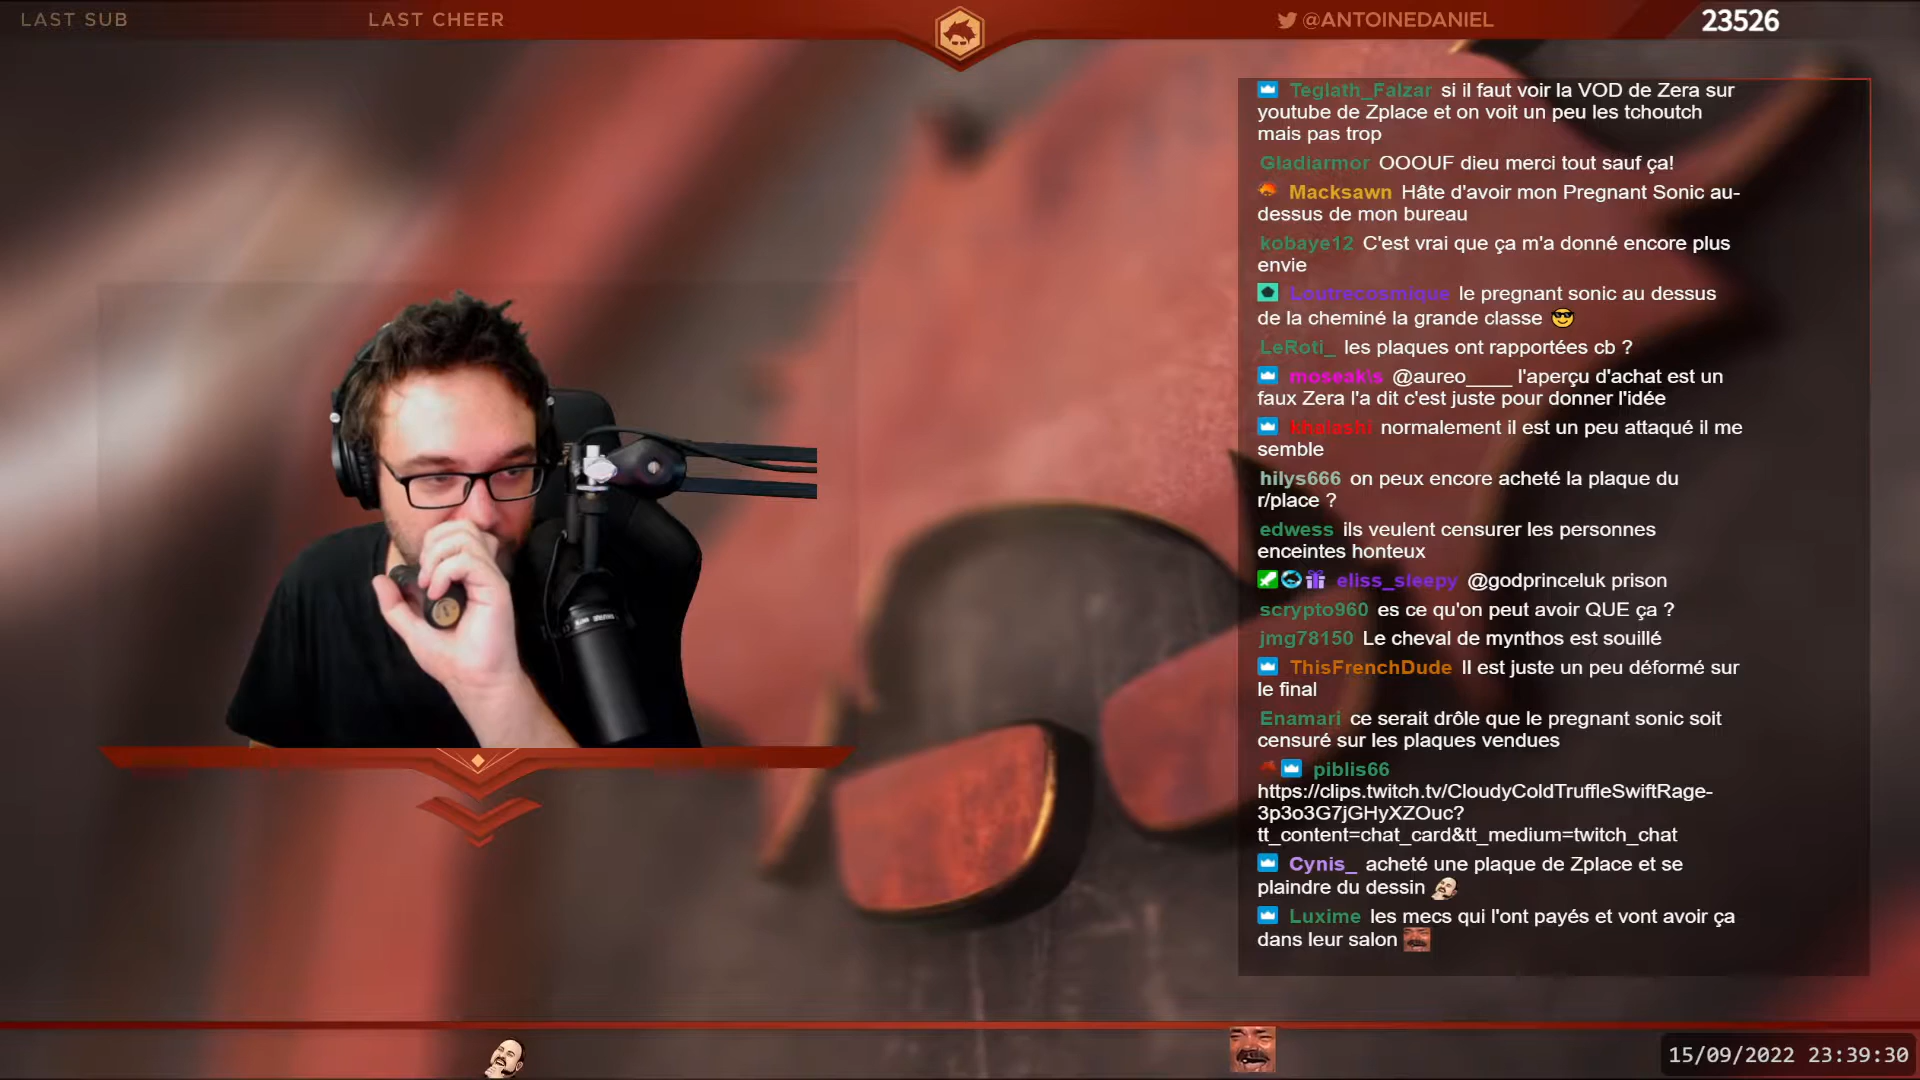 LAST SUB
LAST CHEER
@ANTOINEDANIEL
23526
Teglath_Falzar si il faut voir la VOD de Zera sur
youtube de Zplace et on voit un peu les tchoutch
mais pas trop
Gladiarmor OOOUF dieu merci tout sauf ça!
Macksawn Hâte d'avoir mon Pregnant Sonic au-
dessus de mon bureau
kobaye12 C'est vrai que ça m'a donné encore plus
envie
Loutrecosmique le pregnant sonic au dessus
de la cheminé la grande classe
LeRoti_ les plaques ont rapportées cb ?
moseak\s @aureo____ l'aperçu d'achat est un
faux Zera l'a dit c'est juste pour donner l'idée
khalashi normalement il est un peu attaqué il me
semble
hilys666 on peux encore acheté la plaque du
r/place ?
edwess ils veulent censurer les personnes
enceintes honteux
eliss_sleepy @godprinceluk prison
scrypto960 es ce qu'on peut avoir QUE ça ?
jmg78150 Le cheval de mynthos est souillé
ThisFrenchDude Il est juste un peu déformé sur
le final
Enamari ce serait drôle que le pregnant sonic soit
censuré sur les plaques vendues
piblis66
https://clips.twitch.tv/CloudyColdTruffleSwiftRage-
3p3o3G7jGHyXZOuc?
tt_content=chat_card&tt_medium=twitch_chat
Cynis_ acheté une plaque de Zplace et se
plaindre du dessin
Luxime les mecs qui l'ont payés et vont avoir ça
dans leur salon
15/09/2022 23:39:30